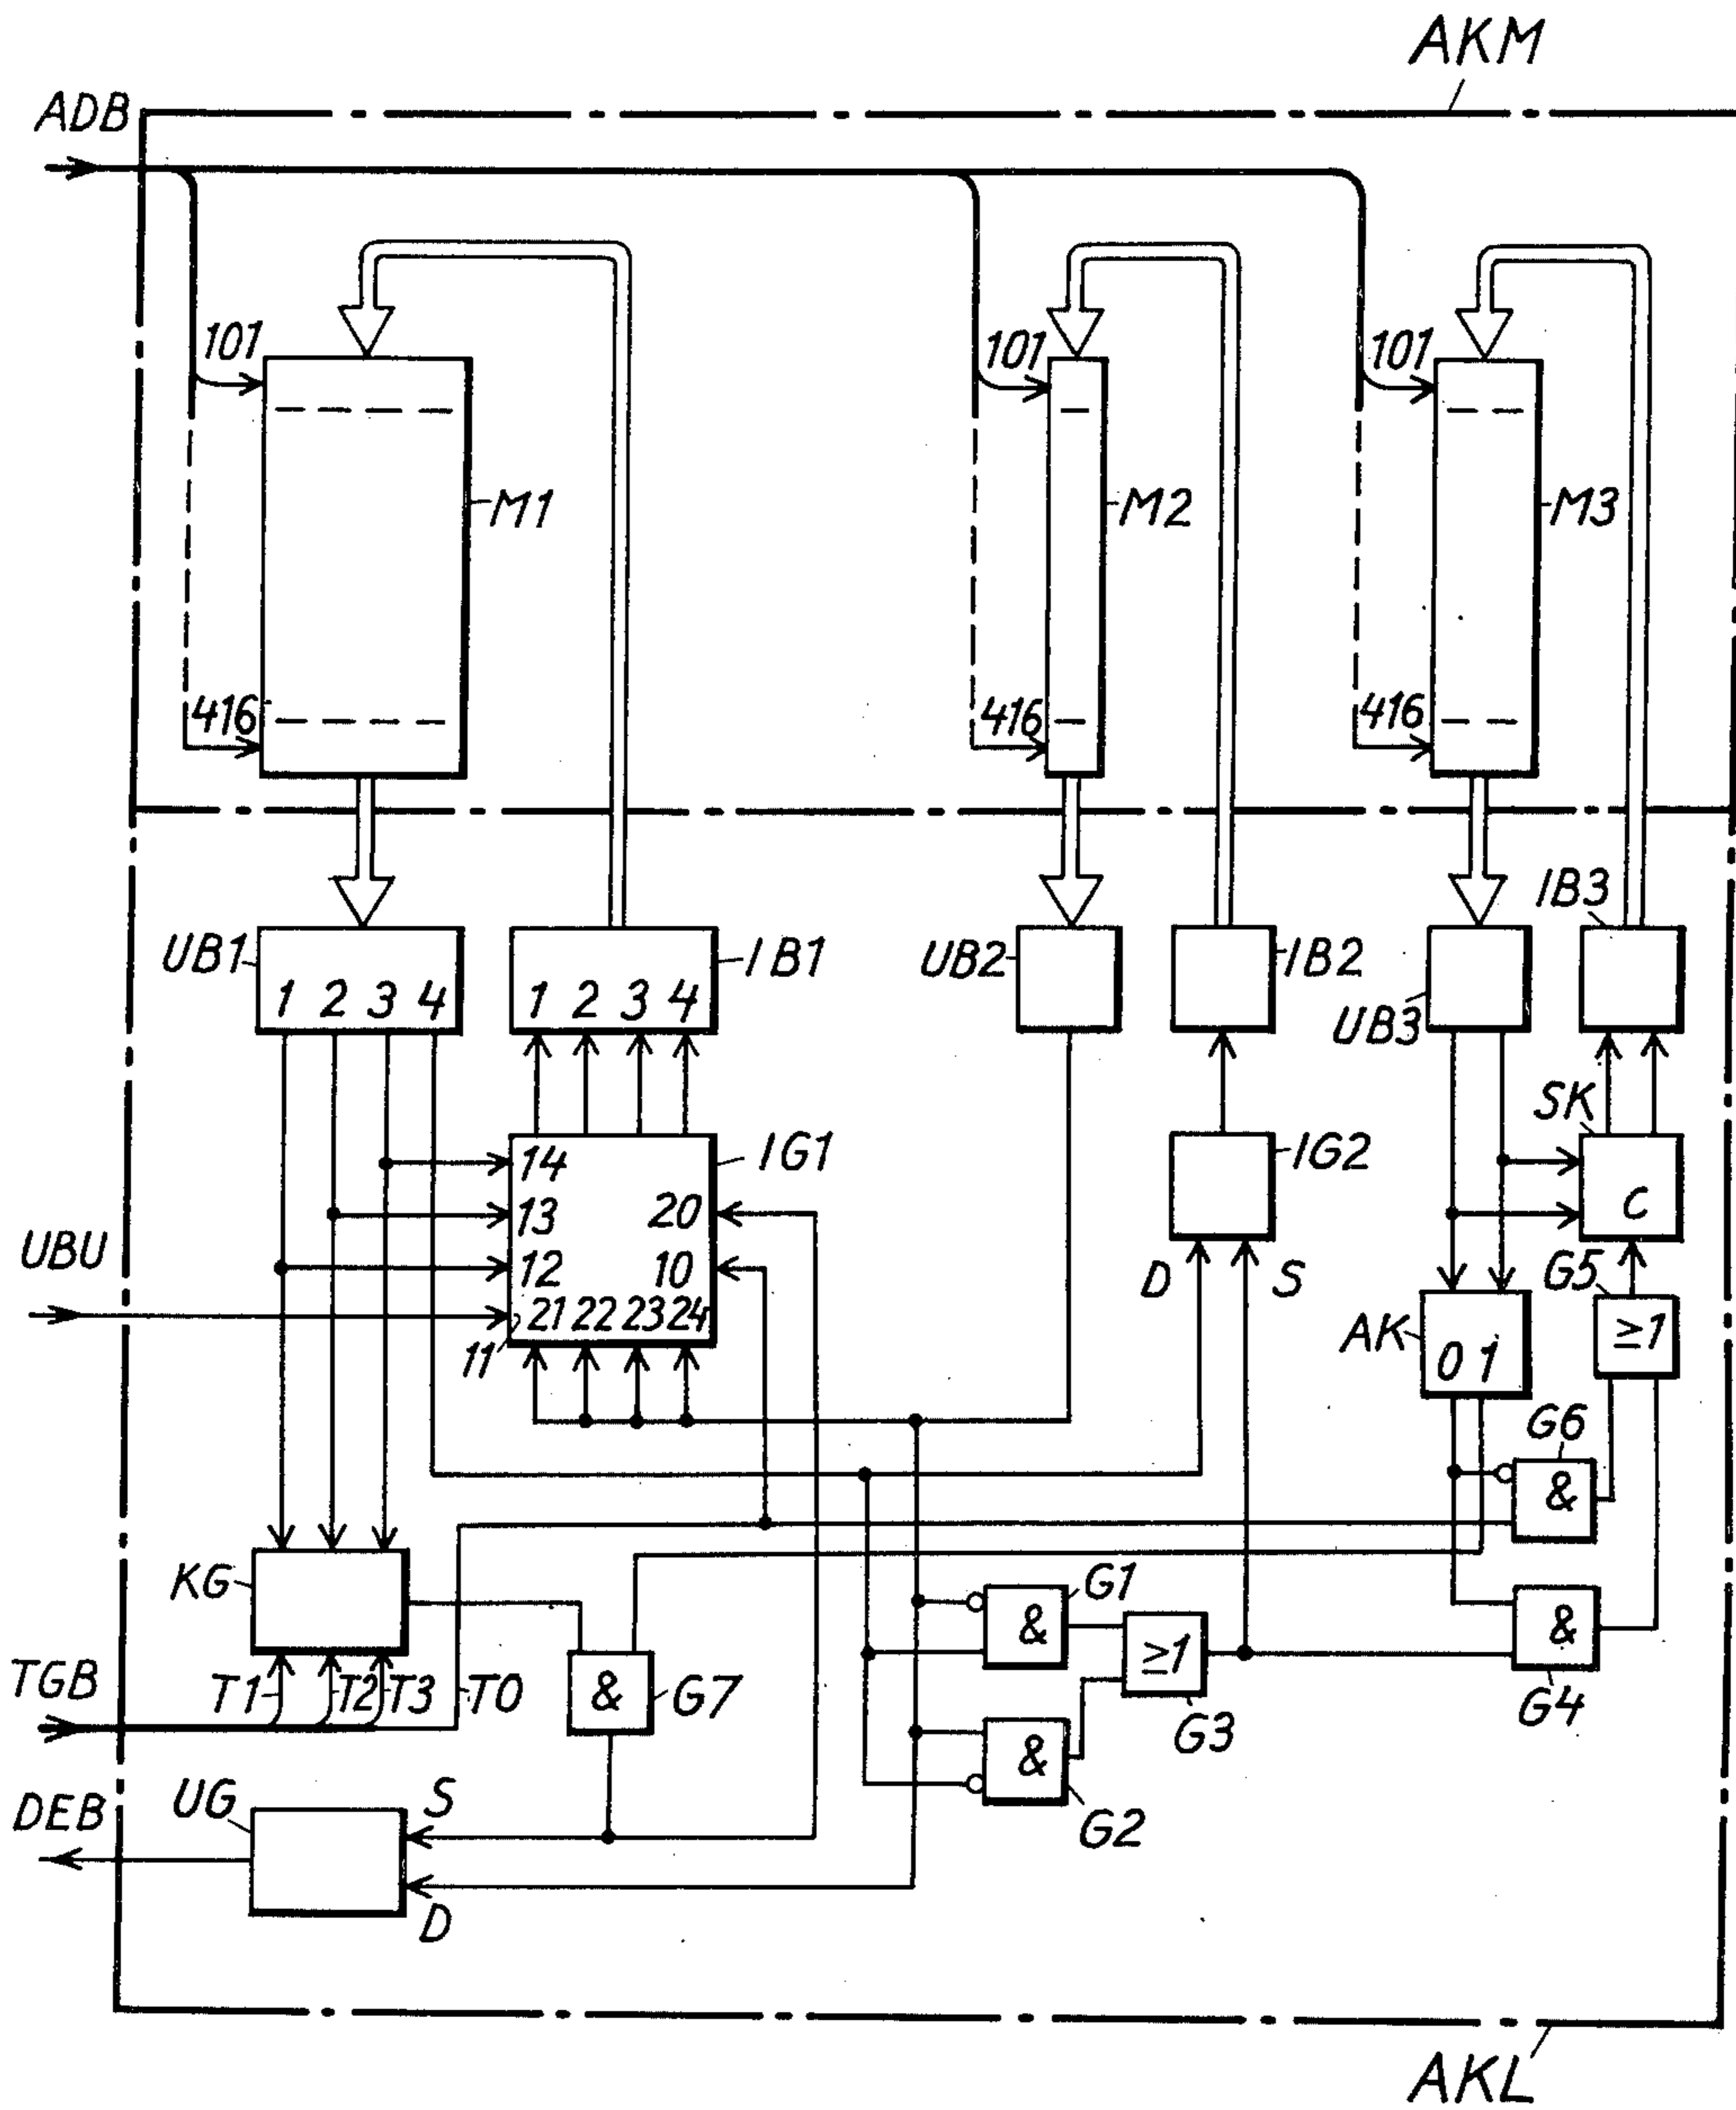 AKM
ADB
101 101 101
M1 M2 M3
416 416 416
IB3
UB1 IB1 UB2 IB2
1 2 3 4 1 2 3 4
UB3
SK
14 IG1 IG2
13 20 C
UBU 12 10 D S G5
21 22 23 24
11 AK ≥1
0 1
G6
&
KG G1
& &
≥1
TGB T1 T2 T3 T0 & G7 G4
G3
&
DEB UG S G2
D
AKL